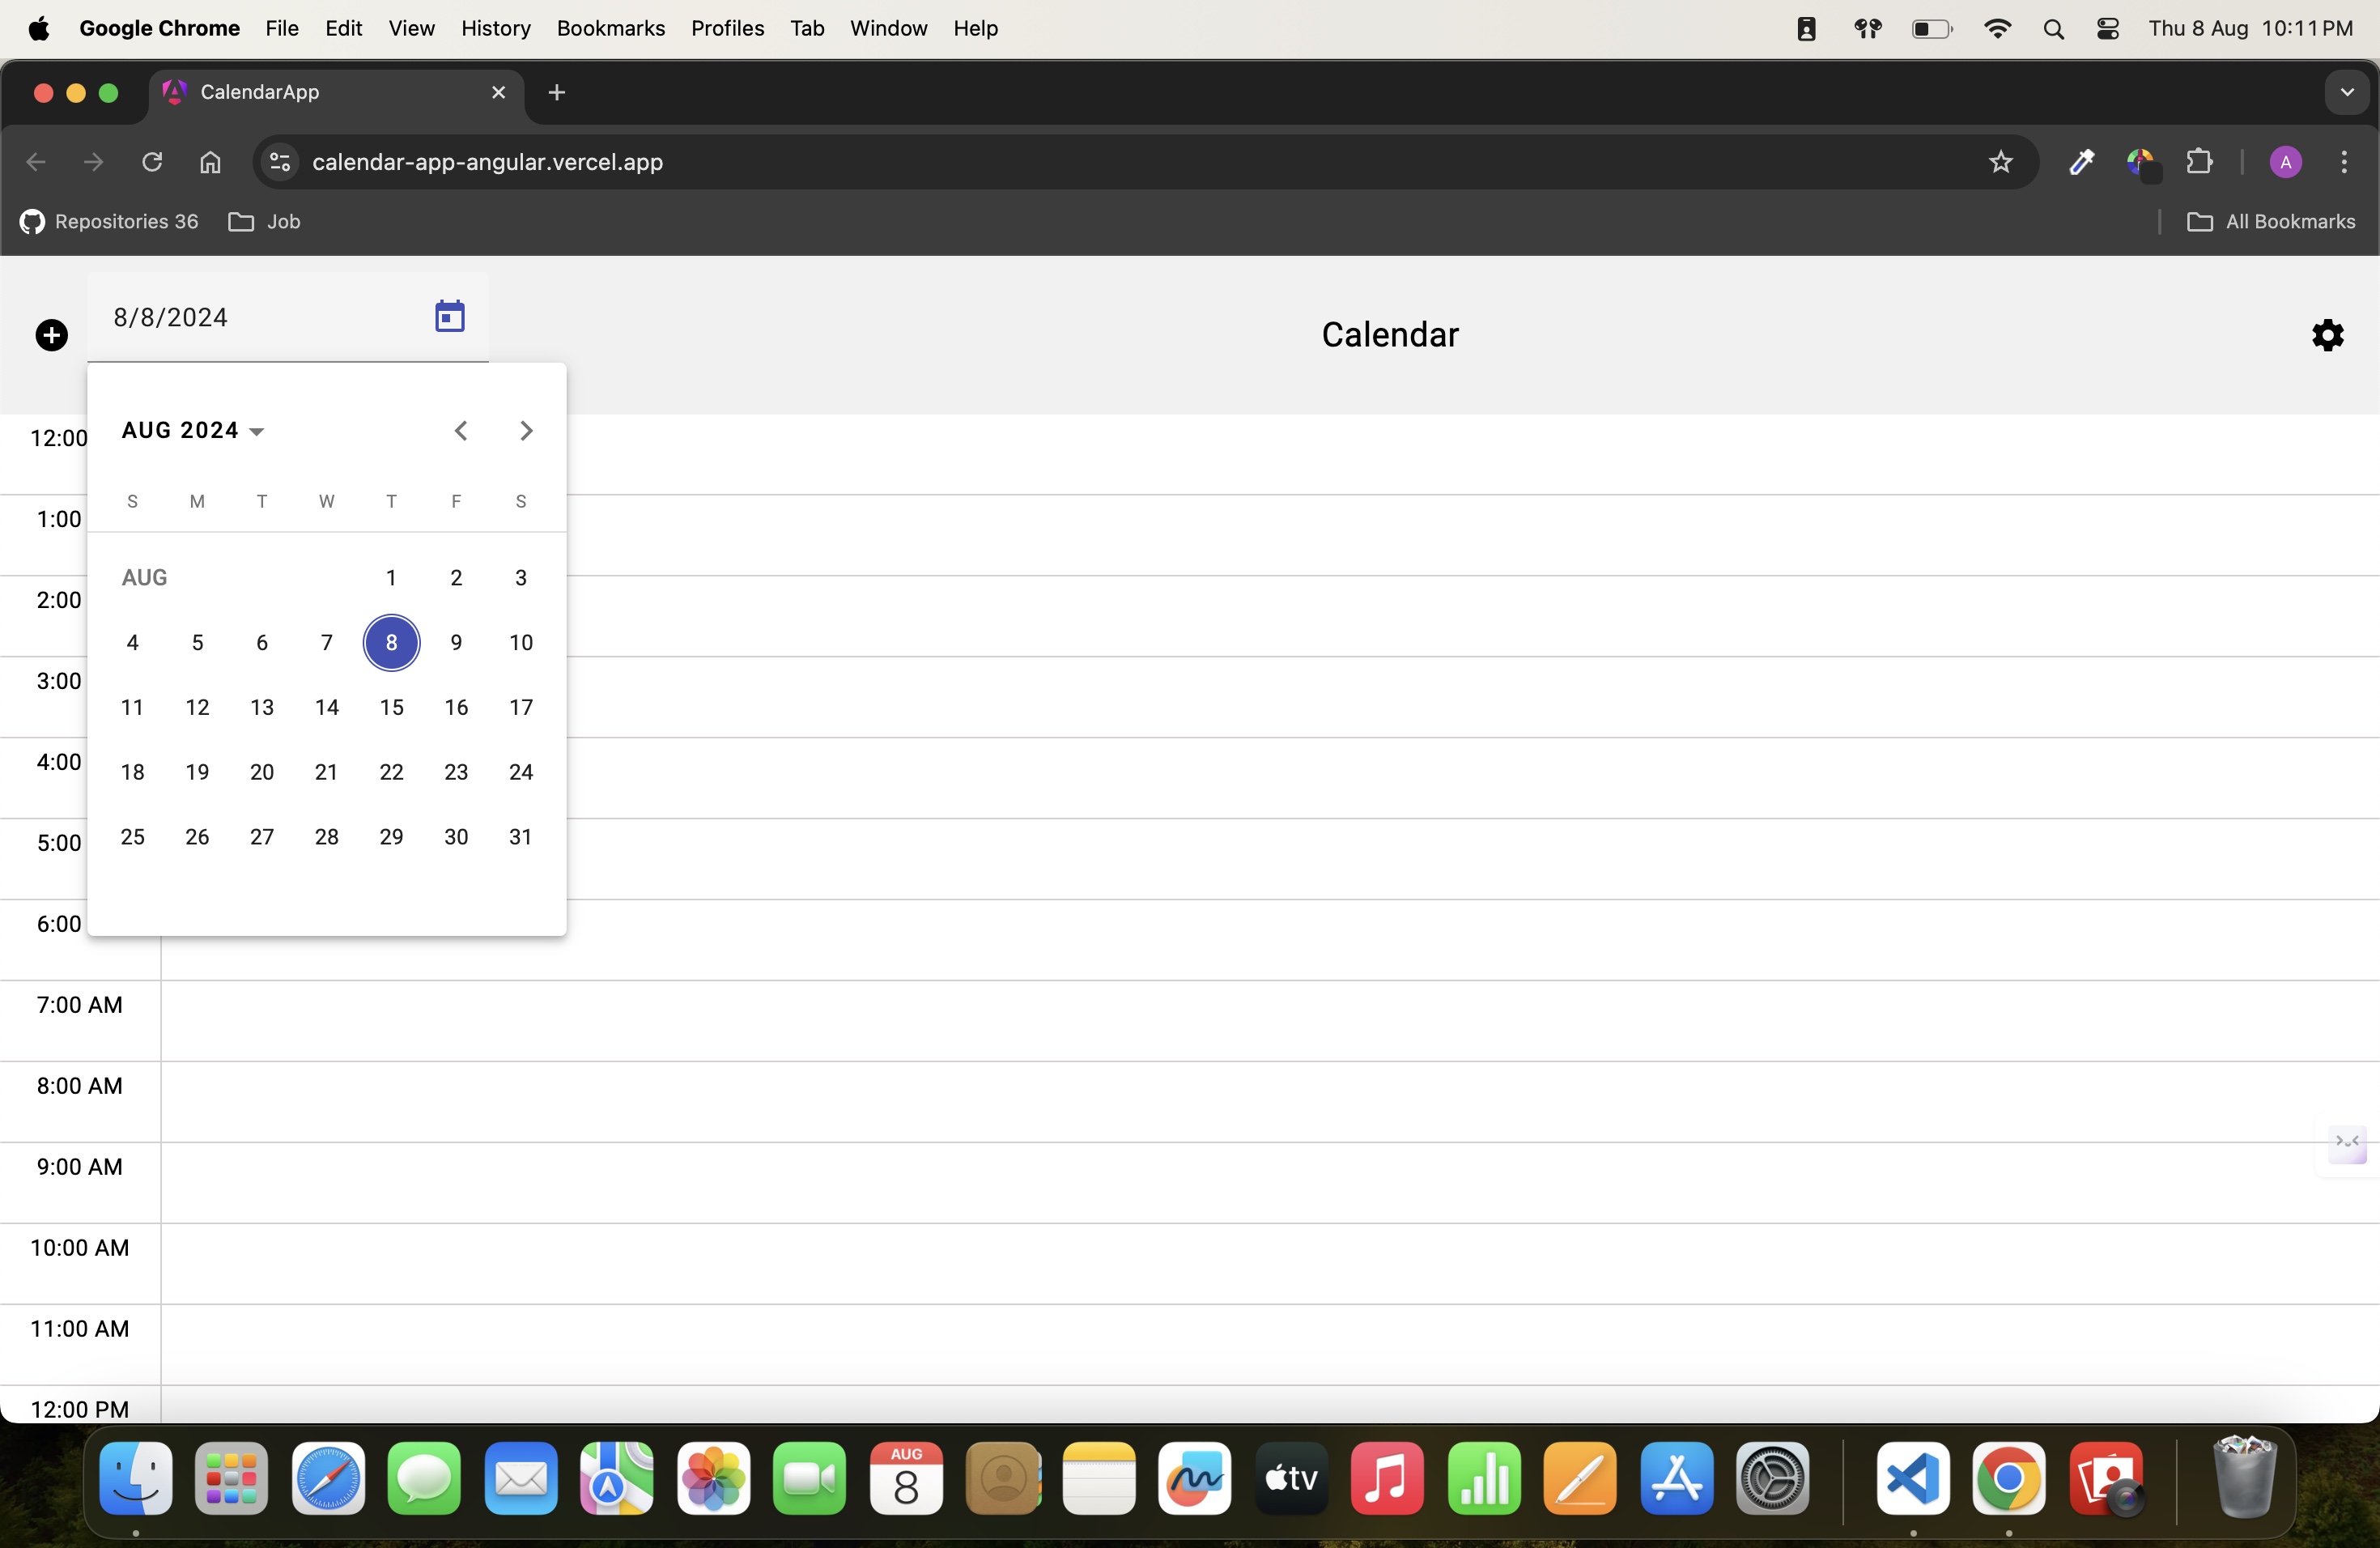 Google Chrome File Edit View History Bookmarks Profiles Tab Window Help Thu 8 Aug 10:11 PM
CalendarApp
calendar-app-angular.vercel.app
A
Repositories 36 Job All Bookmarks
8/8/2024
Calendar
AUG 2024
S M T W T F S
AUG 1 2 3
4 5 6 7 8 9 10
11 12 13 14 15 16 17
18 19 20 21 22 23 24
25 26 27 28 29 30 31
12:00
1:00
2:00
3:00
4:00
5:00
6:00
7:00 AM
8:00 AM
9:00 AM
10:00 AM
11:00 AM
12:00 PM
AUG
8
tv